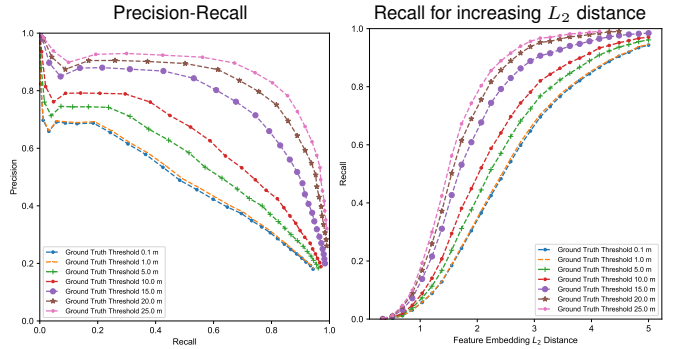 Precision-Recall
1.0
0.8
0.6
0.4
0.2
0.0
Precision
0.0
0.2
0.4
0.6
0.8
1.0
Recall
Ground Truth Threshold 0.1 m
Ground Truth Threshold 1.0 m
Ground Truth Threshold 5.0 m
Ground Truth Threshold 10.0 m
Ground Truth Threshold 15.0 m
Ground Truth Threshold 20.0 m
Ground Truth Threshold 25.0 m
Recall for increasing L₂ distance
1.0
0.8
0.6
0.4
0.2
0.0
Recall
1
2
3
4
5
Feature Embedding L₂ Distance
Ground Truth Threshold 0.1 m
Ground Truth Threshold 1.0 m
Ground Truth Threshold 5.0 m
Ground Truth Threshold 10.0 m
Ground Truth Threshold 15.0 m
Ground Truth Threshold 20.0 m
Ground Truth Threshold 25.0 m